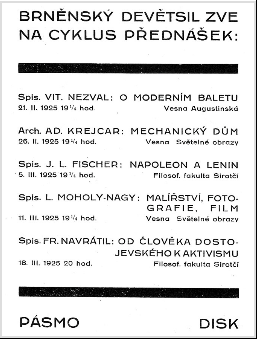 BRNĚNSKÝ DEVĚTSIL ZVE
NA CYKLUS PŘEDNÁŠEK:
Spis. VIT. NEZVAL: O MODERNÍM BALETU
21. II. 1925 19¼ hod. Vesna Augustinská
Arch. AD. KREJCAR: MECHANICKÝ DŮM
26. II. 1925 19¼ hod. Vesna Světelné obrazy
Spis. J. L. FISCHER: NAPOLEON A LENIN
5. III. 1925 19¼ hod. Filosof. fakulta Sirotčí
Spis. L. MOHOLY-NAGY: MALÍŘSTVÍ, FOTO-
GRAFIE, FILM
11. III. 1925 19¼ hod. Vesna Světelné obrazy
Spis. FR. NAVRÁTIL: OD ČLOVĚKA DOSTO-
JEVSKÉHO K AKTIVISMU
18. III. 1925 20 hod. Filosof. fakulta Sirotčí
PÁSMO DISK